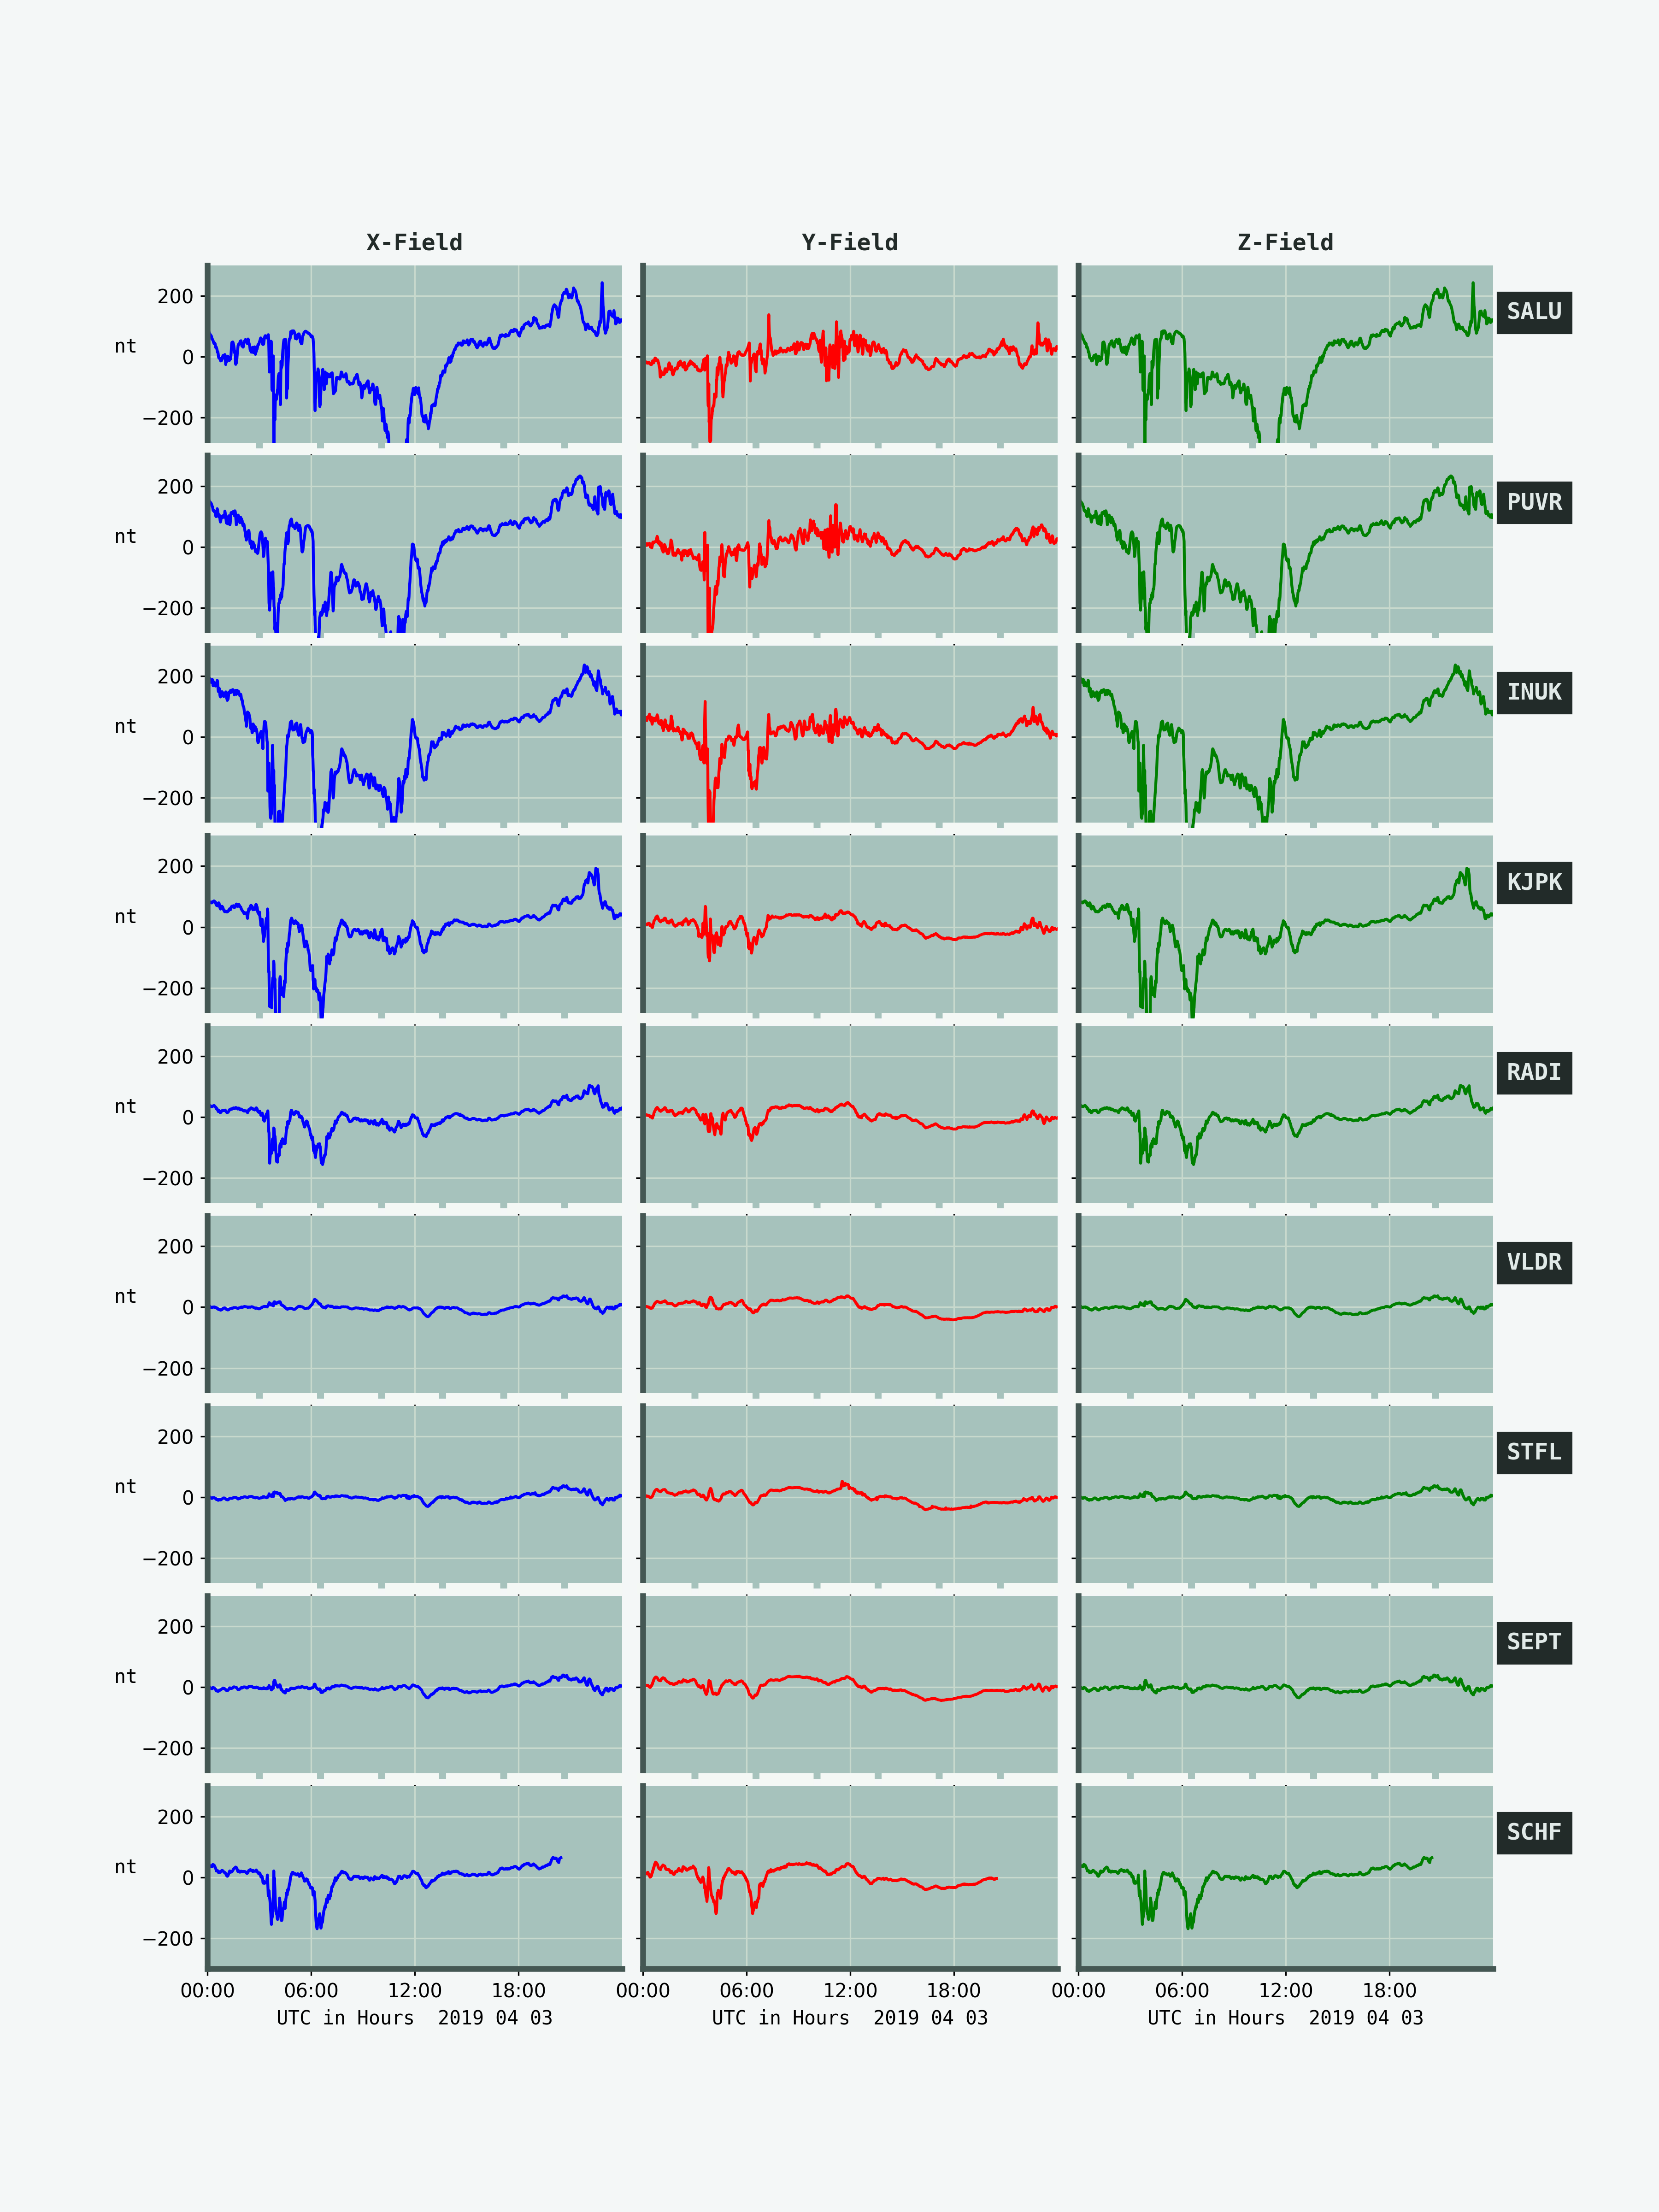 X-Field Y-Field Z-Field
200
nt
0
−200
SALU
200
nt
0
−200
PUVR
200
nt
0
−200
INUK
200
nt
0
−200
KJPK
200
nt
0
−200
RADI
200
nt
0
−200
VLDR
200
nt
0
−200
STFL
200
nt
0
−200
SEPT
200
nt
0
−200
SCHF
00:00 06:00 12:00 18:00 00:00 06:00 12:00 18:00 00:00 06:00 12:00 18:00
UTC in Hours 2019 04 03 UTC in Hours 2019 04 03 UTC in Hours 2019 04 03